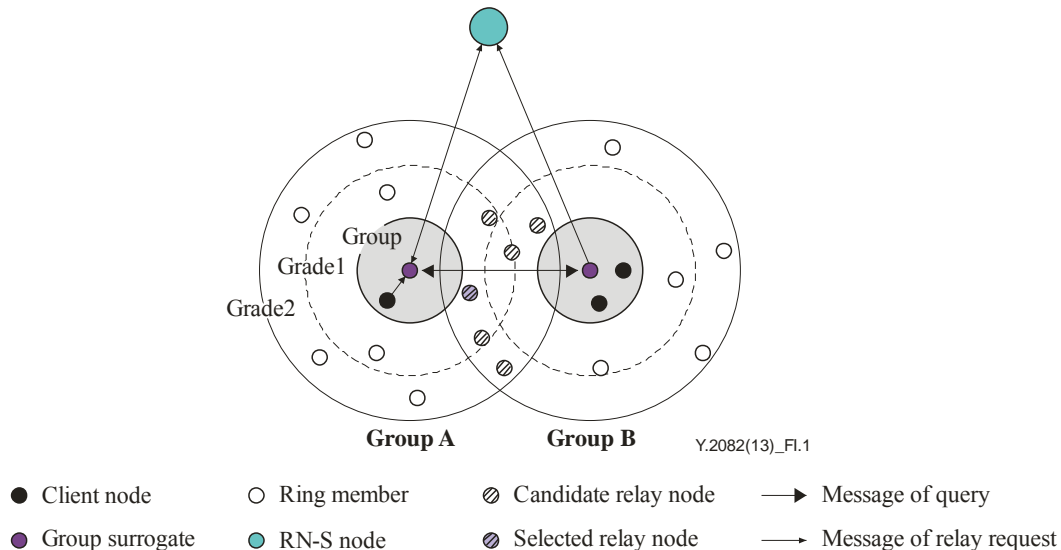 Group
Grade1
Grade2
Group A
Group B
Y.2082(13)_FI.1
Client node
Ring member
Candidate relay node
Message of query
Group surrogate
RN-S node
Selected relay node
Message of relay request